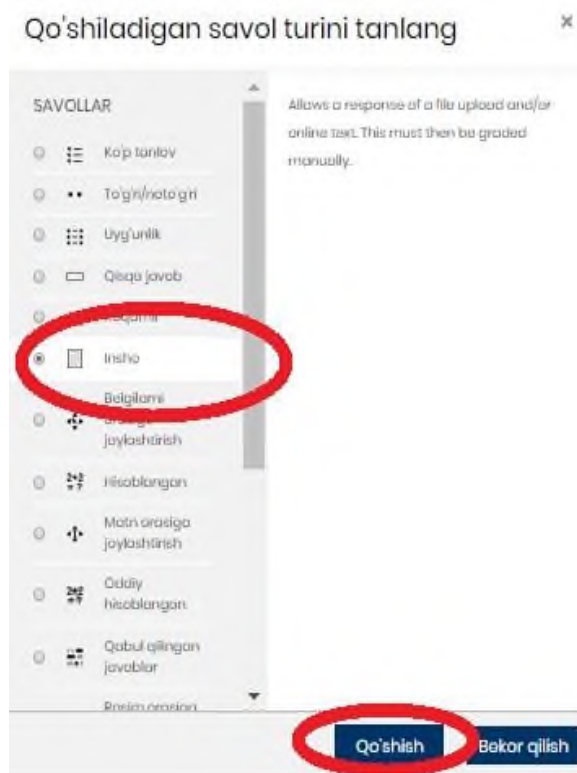 Qo'shiladigan savol turini tanlang
SAVOLLAR
Allows a response of a file upload and/or
online text. This must then be graded
manually.
Ko'p tanlov
To'g'ri/noto'g'ri
Uyg'unlik
Qisqa javob
Insho
Belgilarni
joylashtirish
Hisoblangan
Matn orasiga
joylashtirish
Oddiy
hisoblangan
Qabul qilingan
javoblar
Rasim orasiga
Qo'shish
Bekor qilish